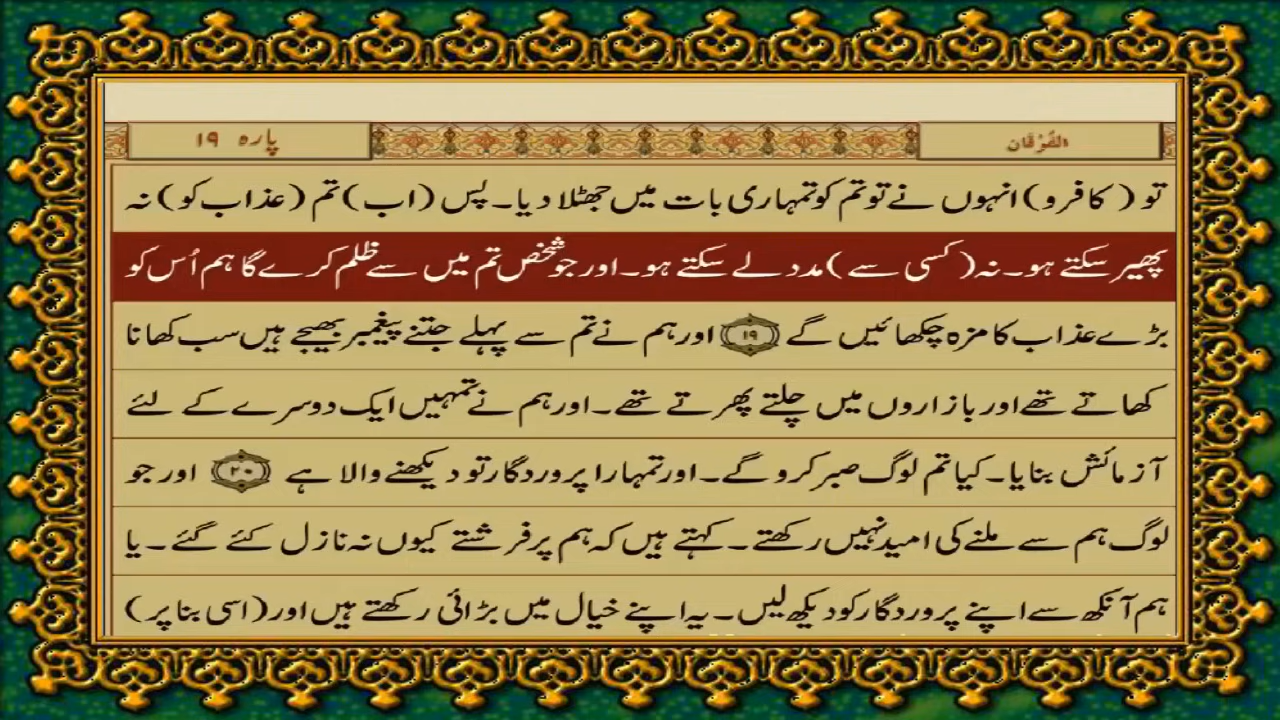 الفُرْقَان
پارہ ۱۹
تو ( کافرو) انہوں نے تو تم کو تمہاری بات میں جھٹلا دیا۔ پس (اب) تم (عذاب کو) نہ
پھیر سکتے ہو۔ نہ (کسی سے) مدد لے سکتے ہو۔ اور جو شخص تم میں سے ظلم کرے گا ہم اُس کو
بڑے عذاب کا مزہ چکھائیں گے ۱۹ اور ہم نے تم سے پہلے جتنے پیغمبر بھیجے ہیں سب کھانا
کھاتے تھے اور بازاروں میں چلتے پھرتے تھے۔ اور ہم نے تمہیں ایک دوسرے کے لئے
آزمائش بنایا۔ کیا تم لوگ صبر کرو گے۔ اور تمہارا پروردگار تو دیکھنے والا ہے ۲۰ اور جو
لوگ ہم سے ملنے کی امید نہیں رکھتے۔ کہتے ہیں کہ ہم پر فرشتے کیوں نہ نازل کئے گئے۔ یا
ہم آنکھ سے اپنے پروردگار کو دیکھ لیں۔ یہ اپنے خیال میں بڑائی رکھتے ہیں اور (اسی بنا پر)